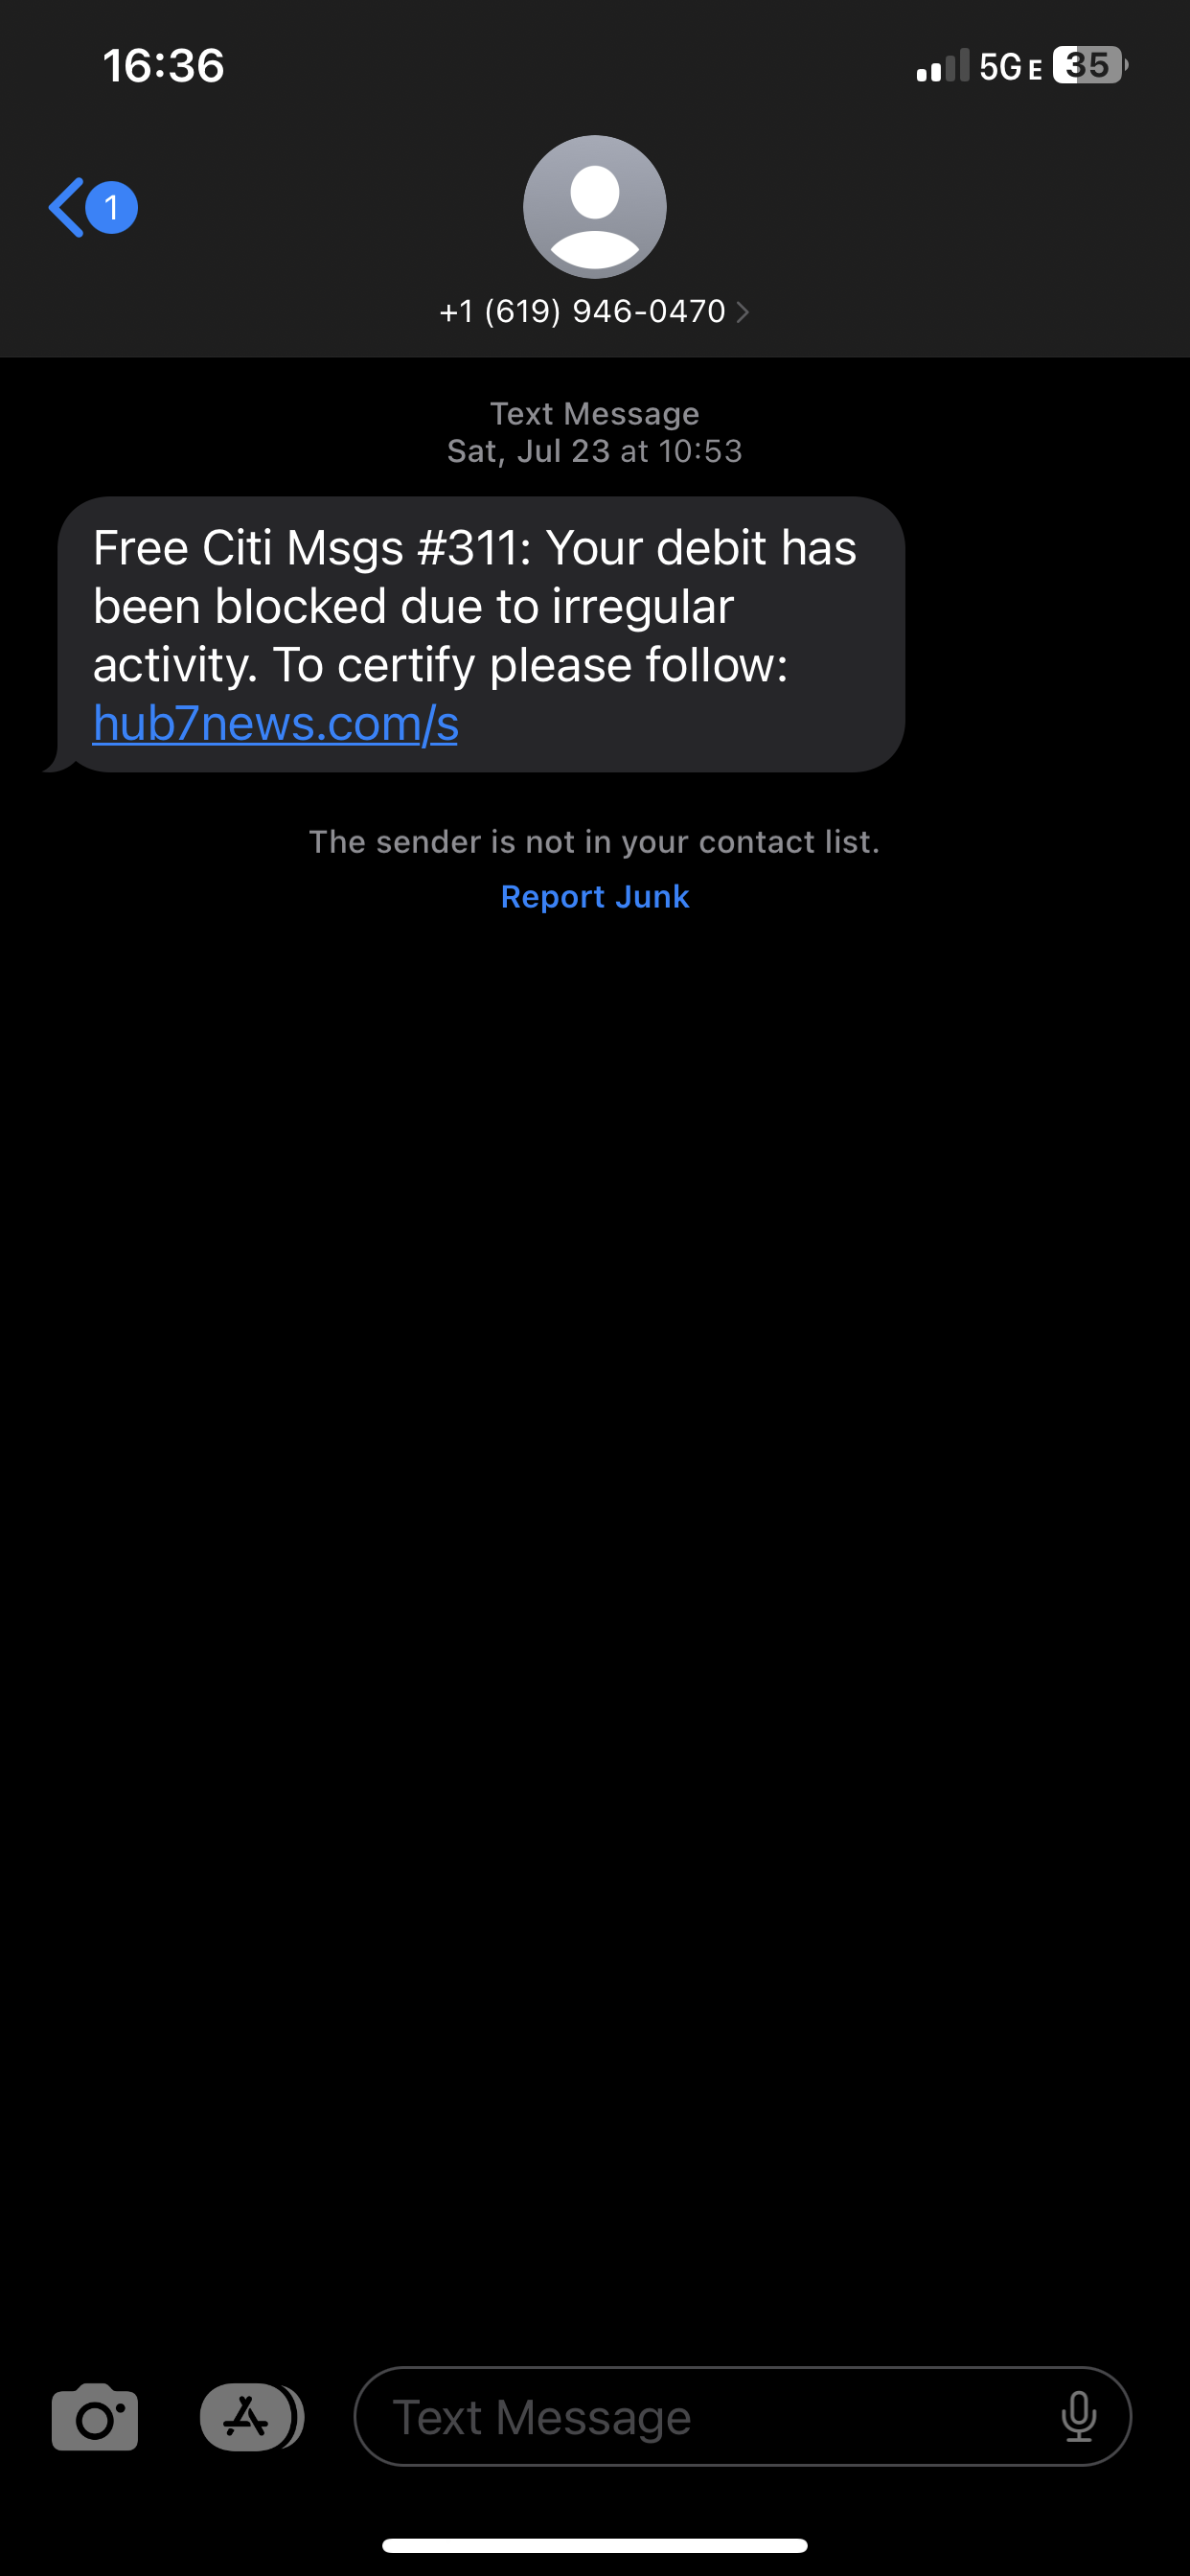 16:36
5G E 35
1
+1 (619) 946-0470
Text Message
Sat, Jul 23 at 10:53
Free Citi Msgs #311: Your debit has
been blocked due to irregular
activity. To certify please follow:
hub7news.com/s
The sender is not in your contact list.
Report Junk
Text Message